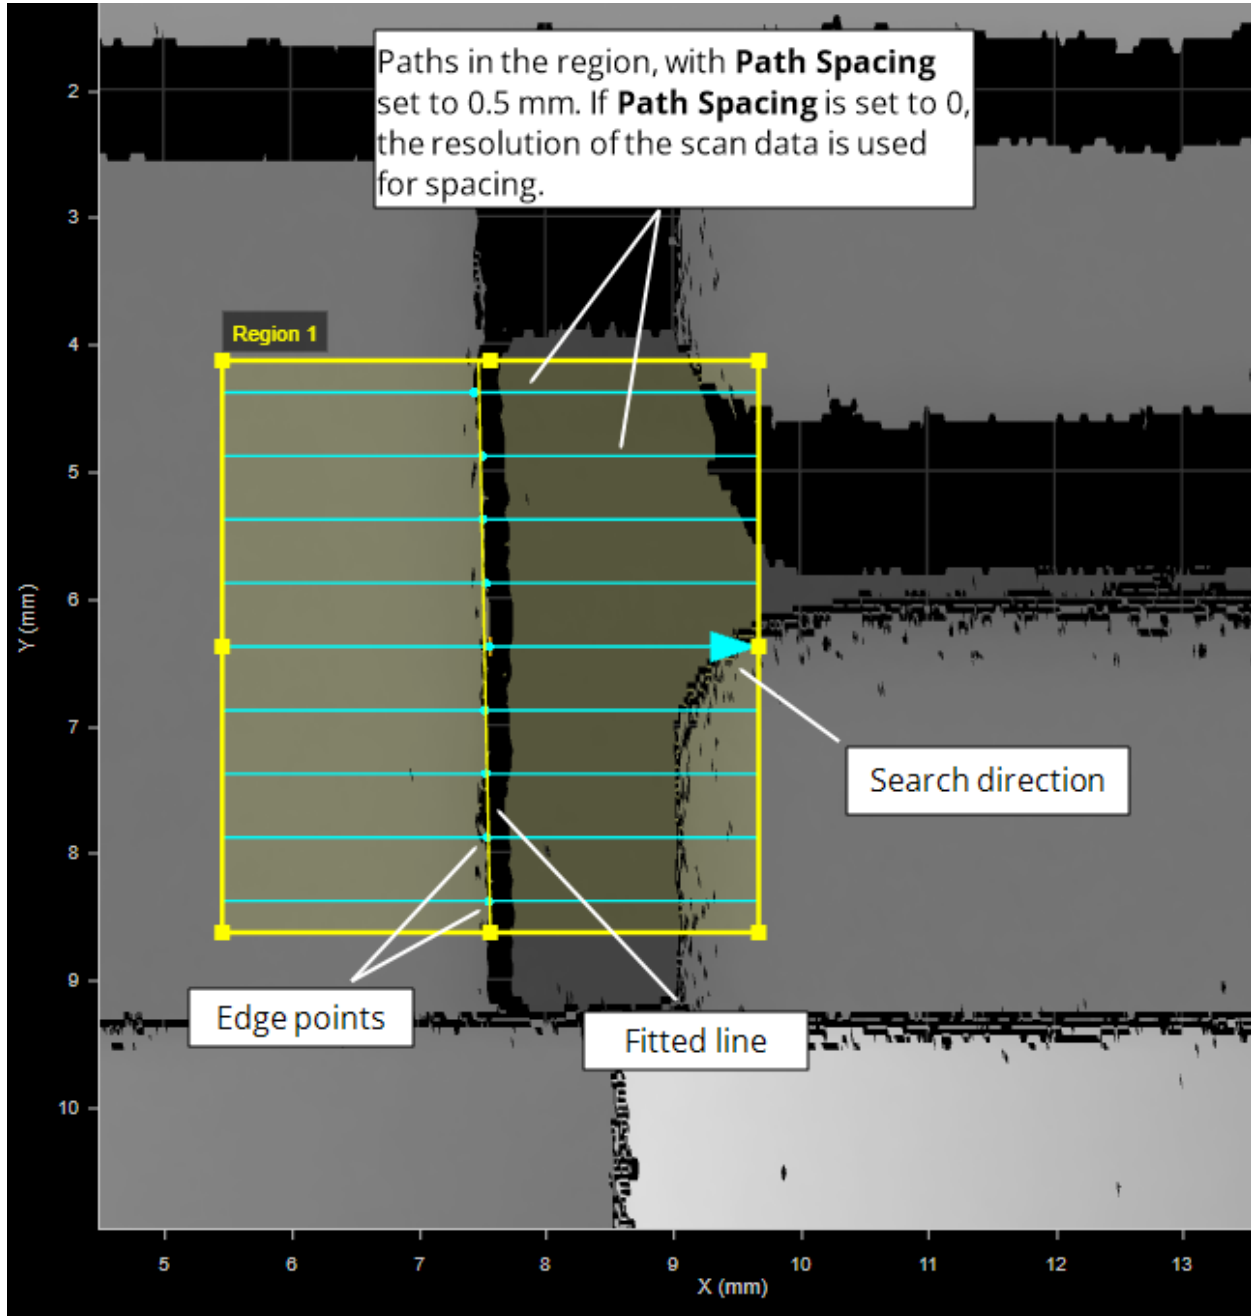 Paths in the region, with Path Spacing
set to 0.5 mm. If Path Spacing is set to 0,
the resolution of the scan data is used
for spacing.
Region 1
Search direction
Edge points
Fitted line
Y (mm)
2
3
4
5
6
7
8
9
10
5
6
7
8
9
10
11
12
13
X (mm)